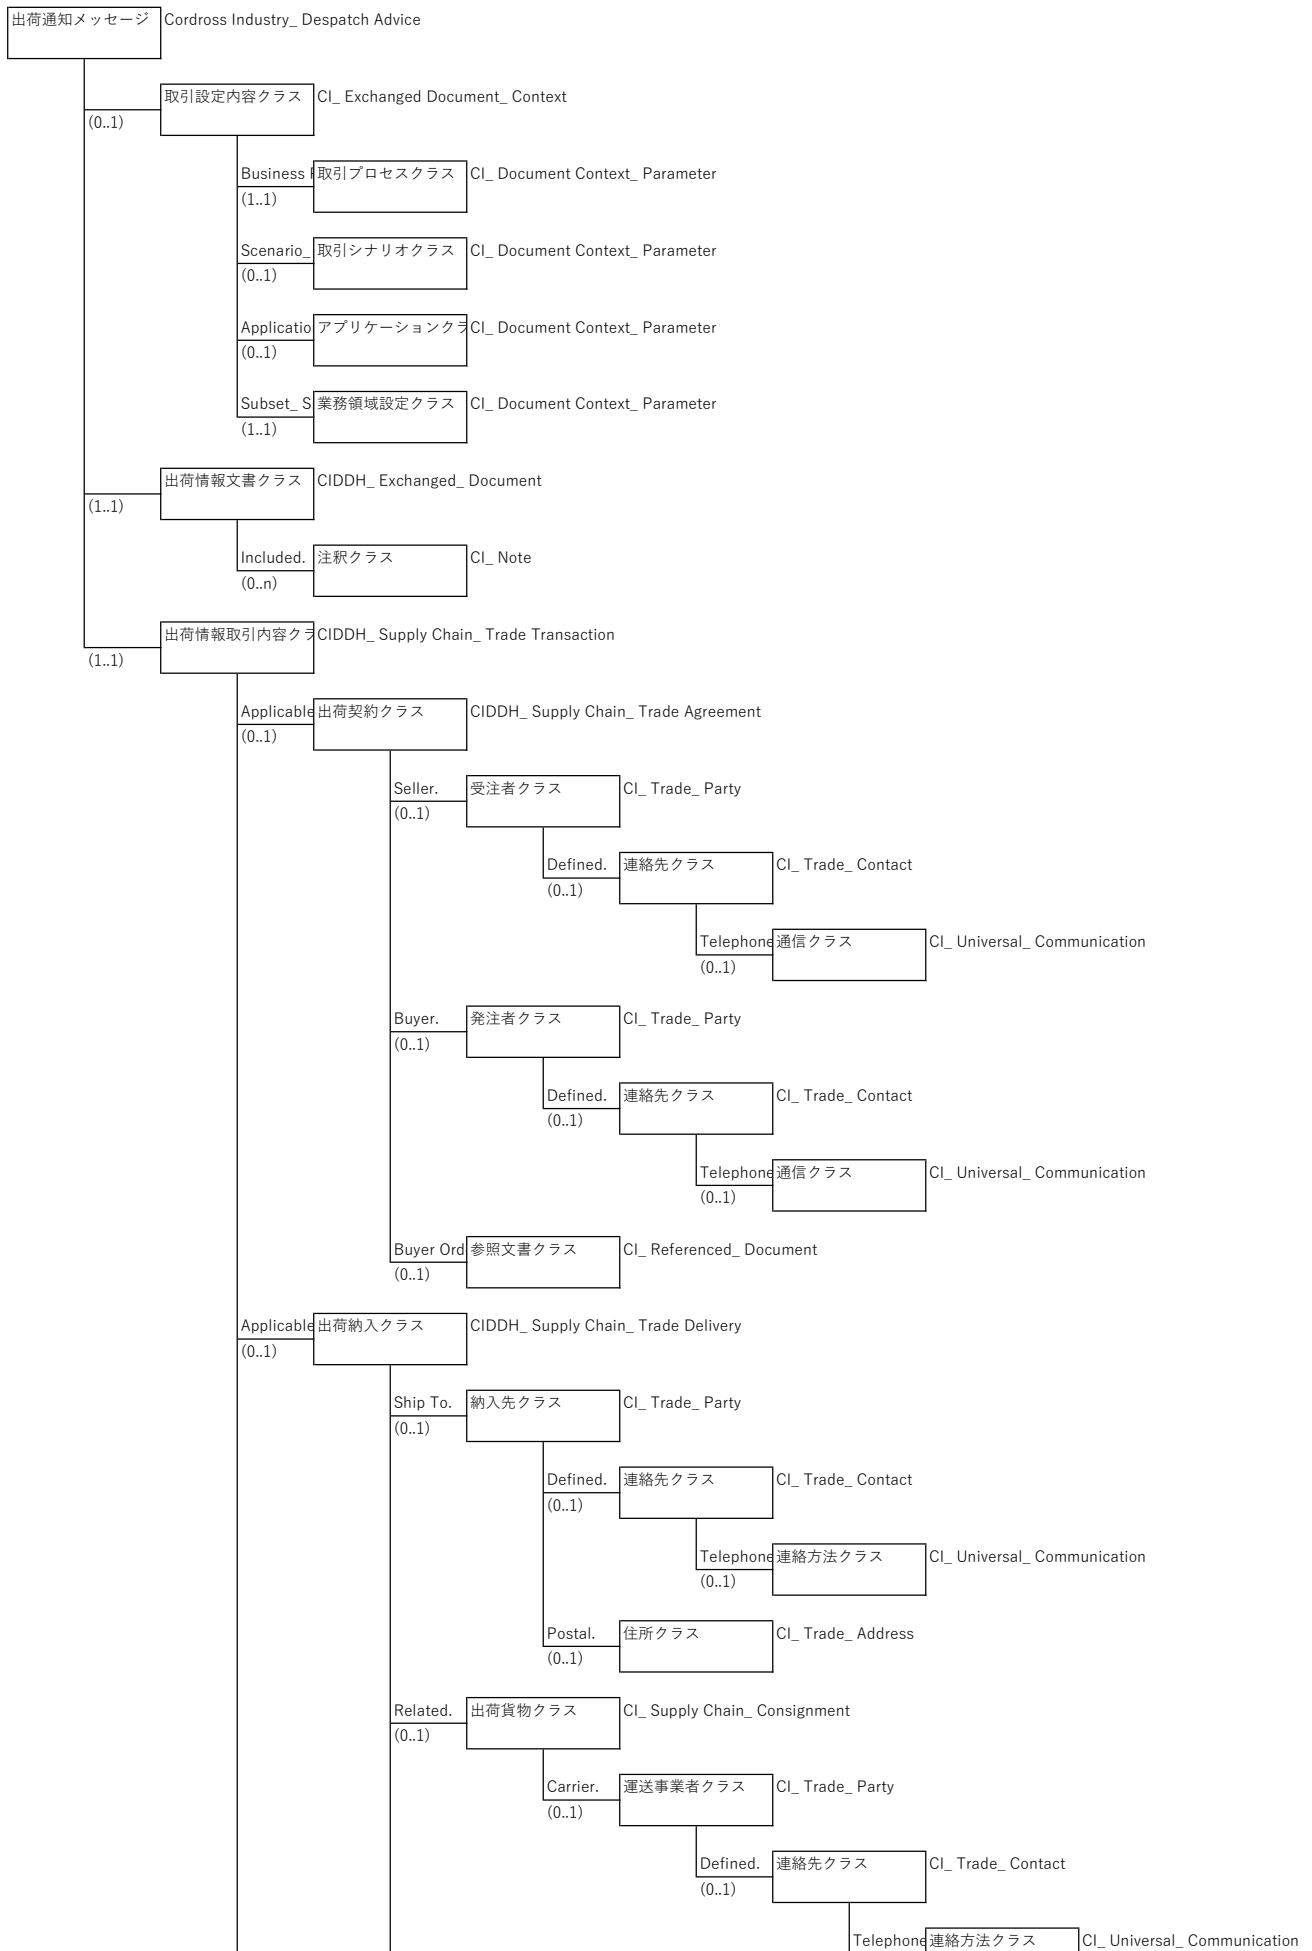 出荷通知メッセージ Cordross Industry_ Despatch Advice
取引設定内容クラス CI_ Exchanged Document_ Context
(0..1)
Business 取引プロセスクラス CI_ Document Context_ Parameter
(1..1)
Scenario_ 取引シナリオクラス CI_ Document Context_ Parameter
(0..1)
Applicatio アプリケーションクラ CI_ Document Context_ Parameter
(0..1)
Subset_ S 業務領域設定クラス CI_ Document Context_ Parameter
(1..1)
出荷情報文書クラス CIDDH_ Exchanged_ Document
(1..1)
Included. 注釈クラス CI_ Note
(0..n)
出荷情報取引内容クラ CIDDH_ Supply Chain_ Trade Transaction
(1..1)
Applicable 出荷契約クラス CIDDH_ Supply Chain_ Trade Agreement
(0..1)
Seller. 受注者クラス CI_ Trade_ Party
(0..1)
Defined. 連絡先クラス CI_ Trade_ Contact
(0..1)
Telephone 通信クラス CI_ Universal_ Communication
(0..1)
Buyer. 発注者クラス CI_ Trade_ Party
(0..1)
Defined. 連絡先クラス CI_ Trade_ Contact
(0..1)
Telephone 通信クラス CI_ Universal_ Communication
(0..1)
Buyer Ord 参照文書クラス CI_ Referenced_ Document
(0..1)
Applicable 出荷納入クラス CIDDH_ Supply Chain_ Trade Delivery
(0..1)
Ship To. 納入先クラス CI_ Trade_ Party
(0..1)
Defined. 連絡先クラス CI_ Trade_ Contact
(0..1)
Telephone 連絡方法クラス CI_ Universal_ Communication
(0..1)
Postal. 住所クラス CI_ Trade_ Address
(0..1)
Related. 出荷貨物クラス CI_ Supply Chain_ Consignment
(0..1)
Carrier. 運送事業者クラス CI_ Trade_ Party
(0..1)
Defined. 連絡先クラス CI_ Trade_ Contact
(0..1)
Telephone 連絡方法クラス CI_ Universal_ Communication